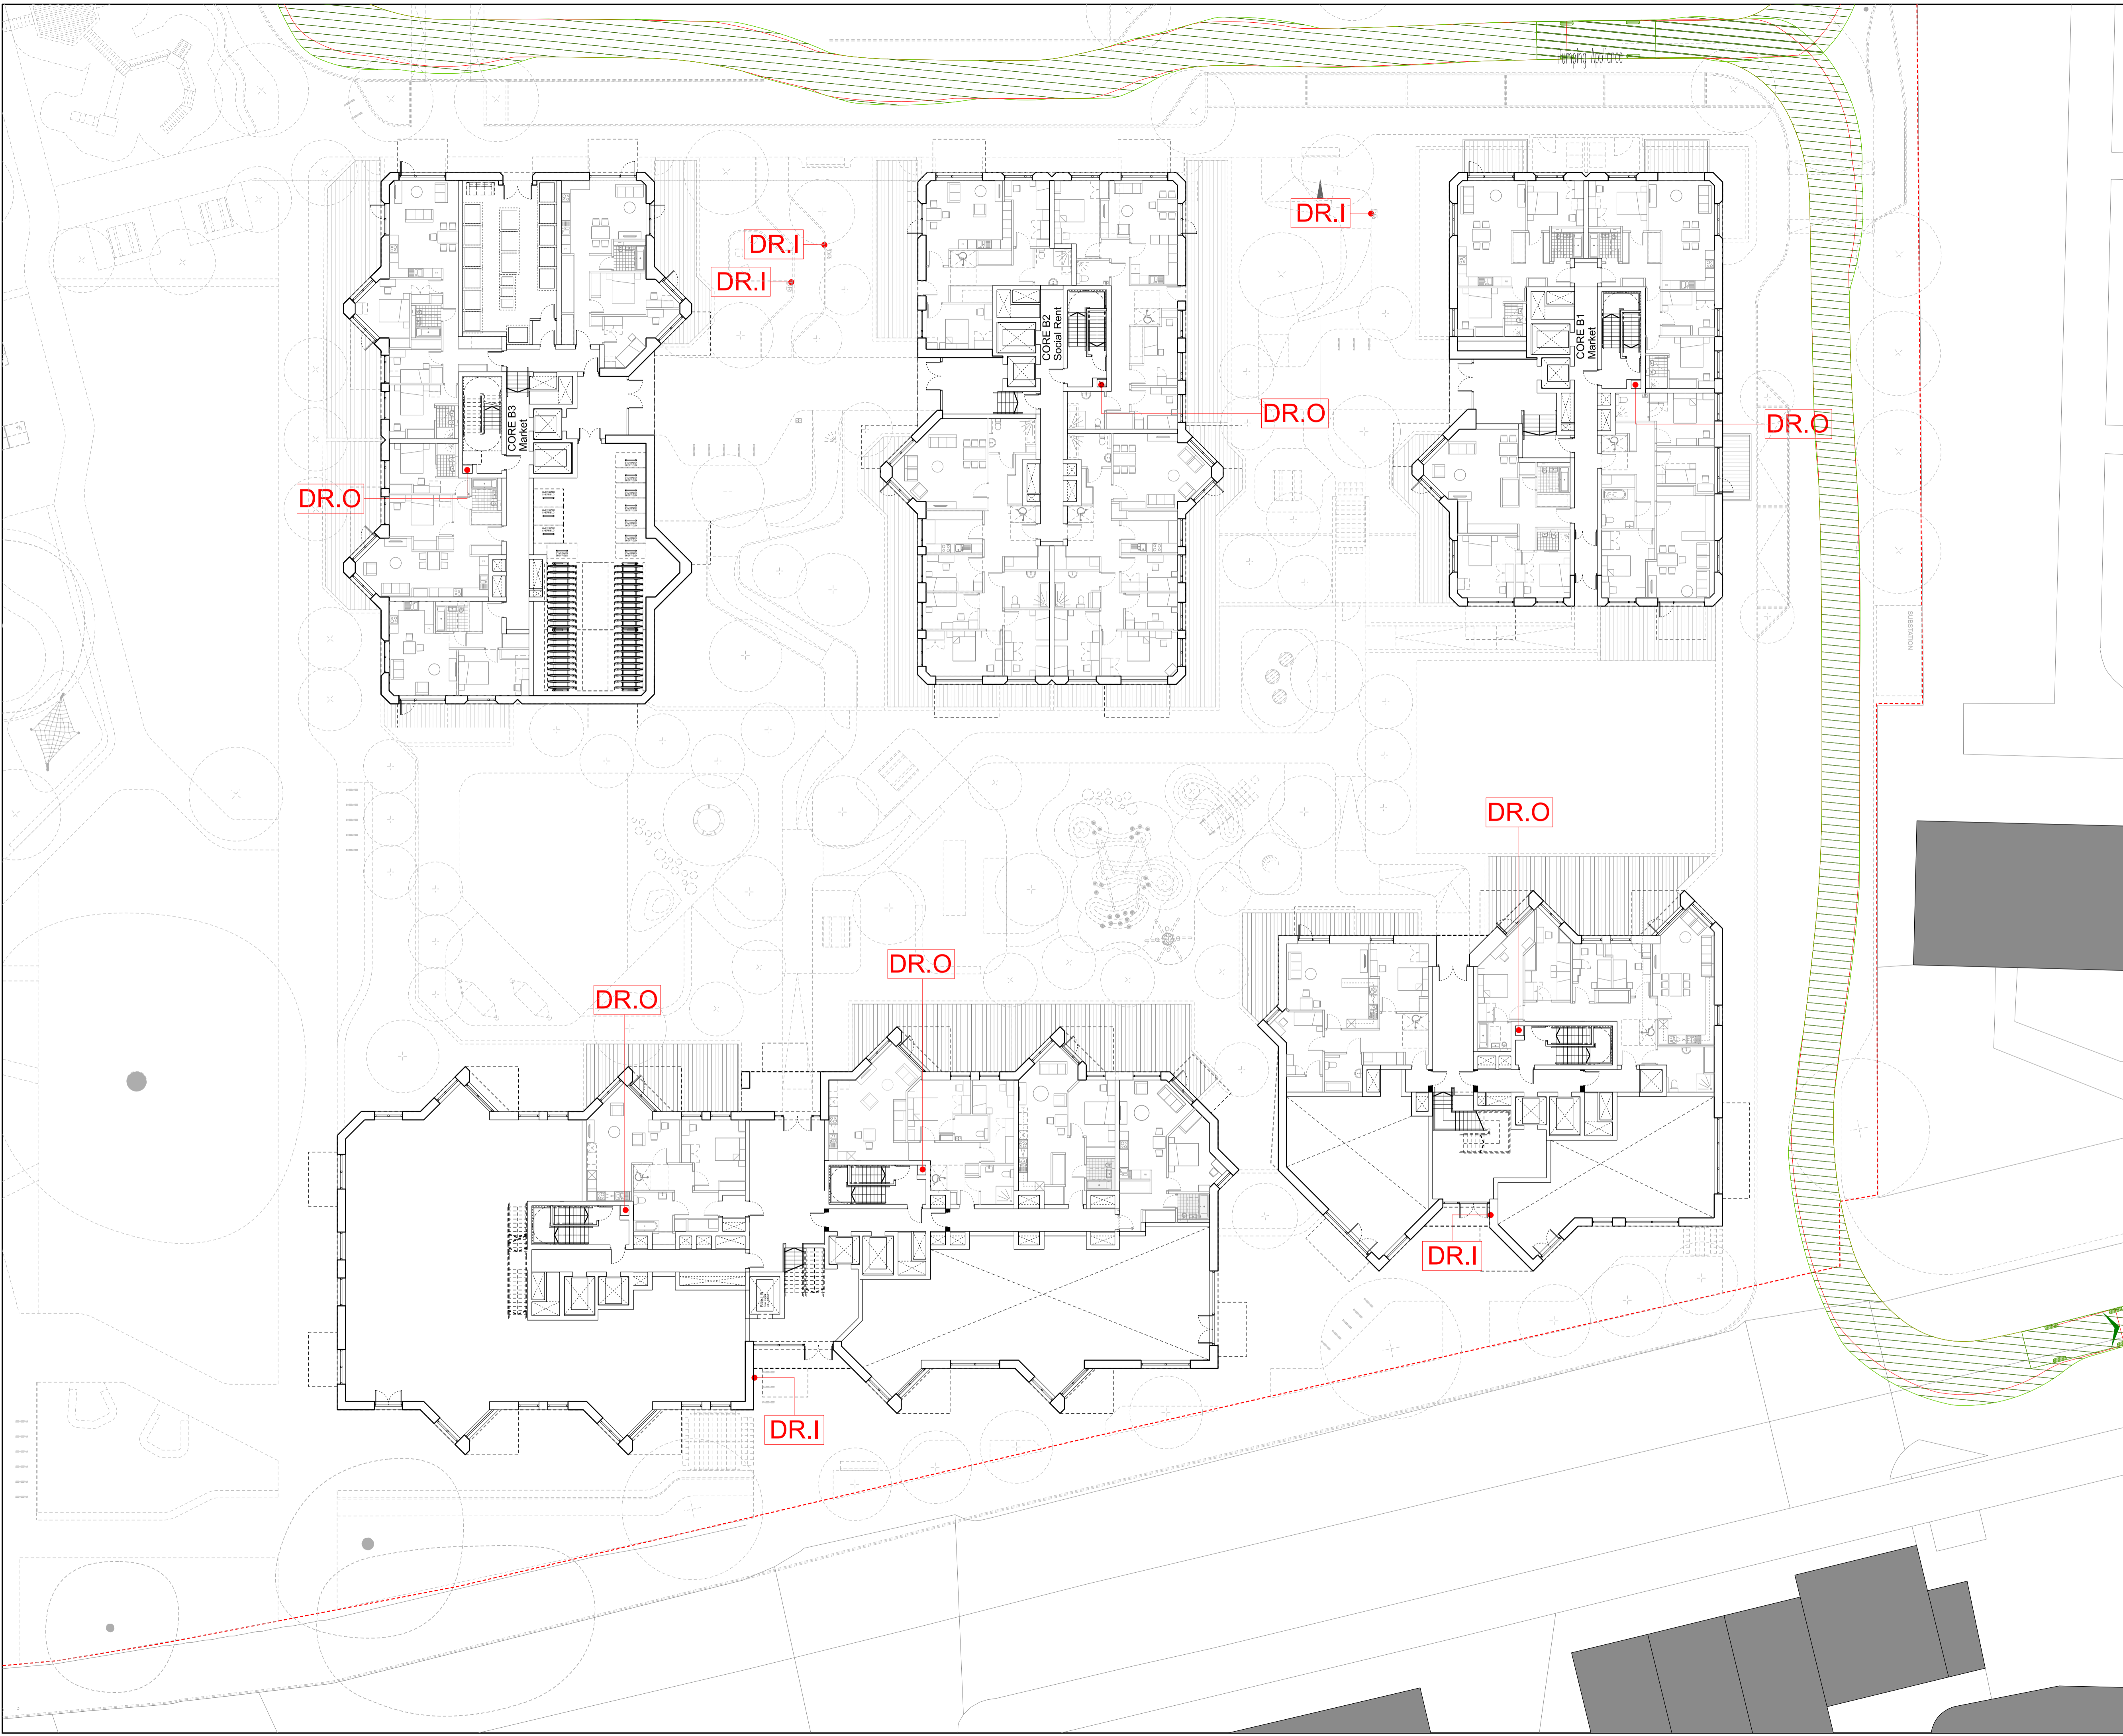 Pumping Appliance
DR.I
DR.I
DR.I
CORE B2
Social Rent
CORE B1
Market
CORE B3
Market
DR.O
DR.O
DR.O
SUBSTATION
DR.O
DR.O
DR.O
DR.I
DR.I